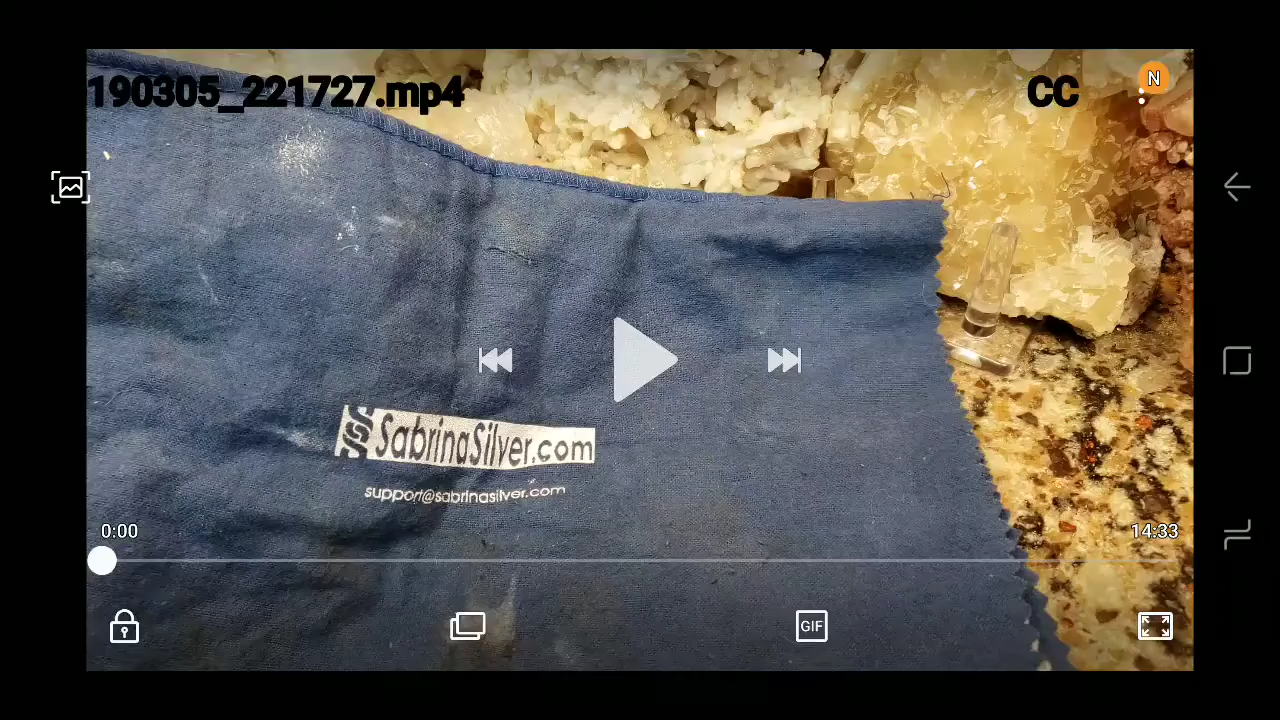 190305_221727.mp4
CC
N
SabrinaSilver.com
support@sabrinasilver.com
0:00
14:33
GIF